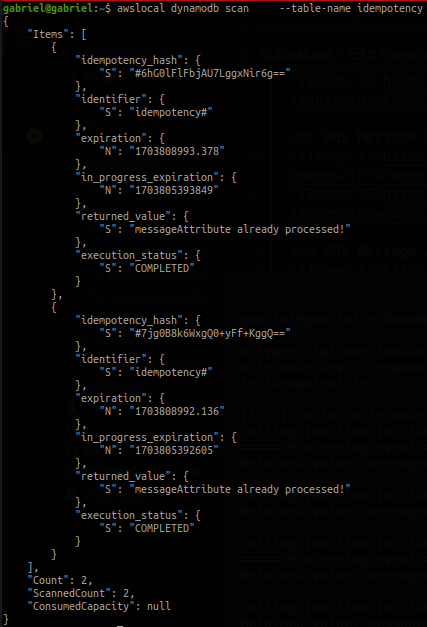 gabriel@gabriel:~$ awslocal dynamodb scan     --table-name idempotency
{
    "Items": [
        {
            "idempotency_hash": {
                "S": "#6hG0lFlFbjAU7LggxNir6g=="
            },
            "identifier": {
                "S": "idempotency#"
            },
            "expiration": {
                "N": "1703808993.378"
            },
            "in_progress_expiration": {
                "N": "1703805393849"
            },
            "returned_value": {
                "S": "messageAttribute already processed!"
            },
            "execution_status": {
                "S": "COMPLETED"
            }
        },
        {
            "idempotency_hash": {
                "S": "#7jg0B8k6WxgQ0+yFf+KggQ=="
            },
            "identifier": {
                "S": "idempotency#"
            },
            "expiration": {
                "N": "1703808992.136"
            },
            "in_progress_expiration": {
                "N": "1703805392605"
            },
            "returned_value": {
                "S": "messageAttribute already processed!"
            },
            "execution_status": {
                "S": "COMPLETED"
            }
        }
    ],
    "Count": 2,
    "ScannedCount": 2,
    "ConsumedCapacity": null
}